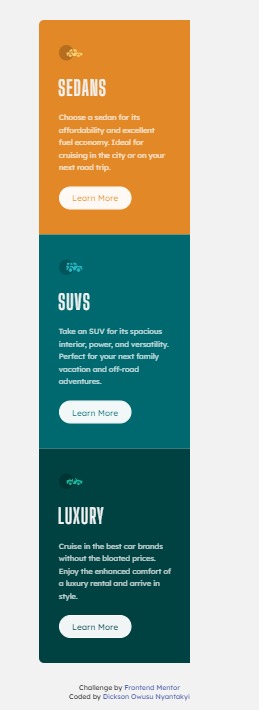 SEDANS
Choose a sedan for its
affordability and excellent
fuel economy. Ideal for
cruising in the city or on your
next road trip.
Learn More
SUVS
Take an SUV for its spacious
interior, power, and versatility.
Perfect for your next family
vacation and off-road
adventures.
Learn More
LUXURY
Cruise in the best car brands
without the bloated prices.
Enjoy the enhanced comfort of
a luxury rental and arrive in
style.
Learn More
Challenge by Frontend Mentor
Coded by Dickson Owusu Nyantakyi